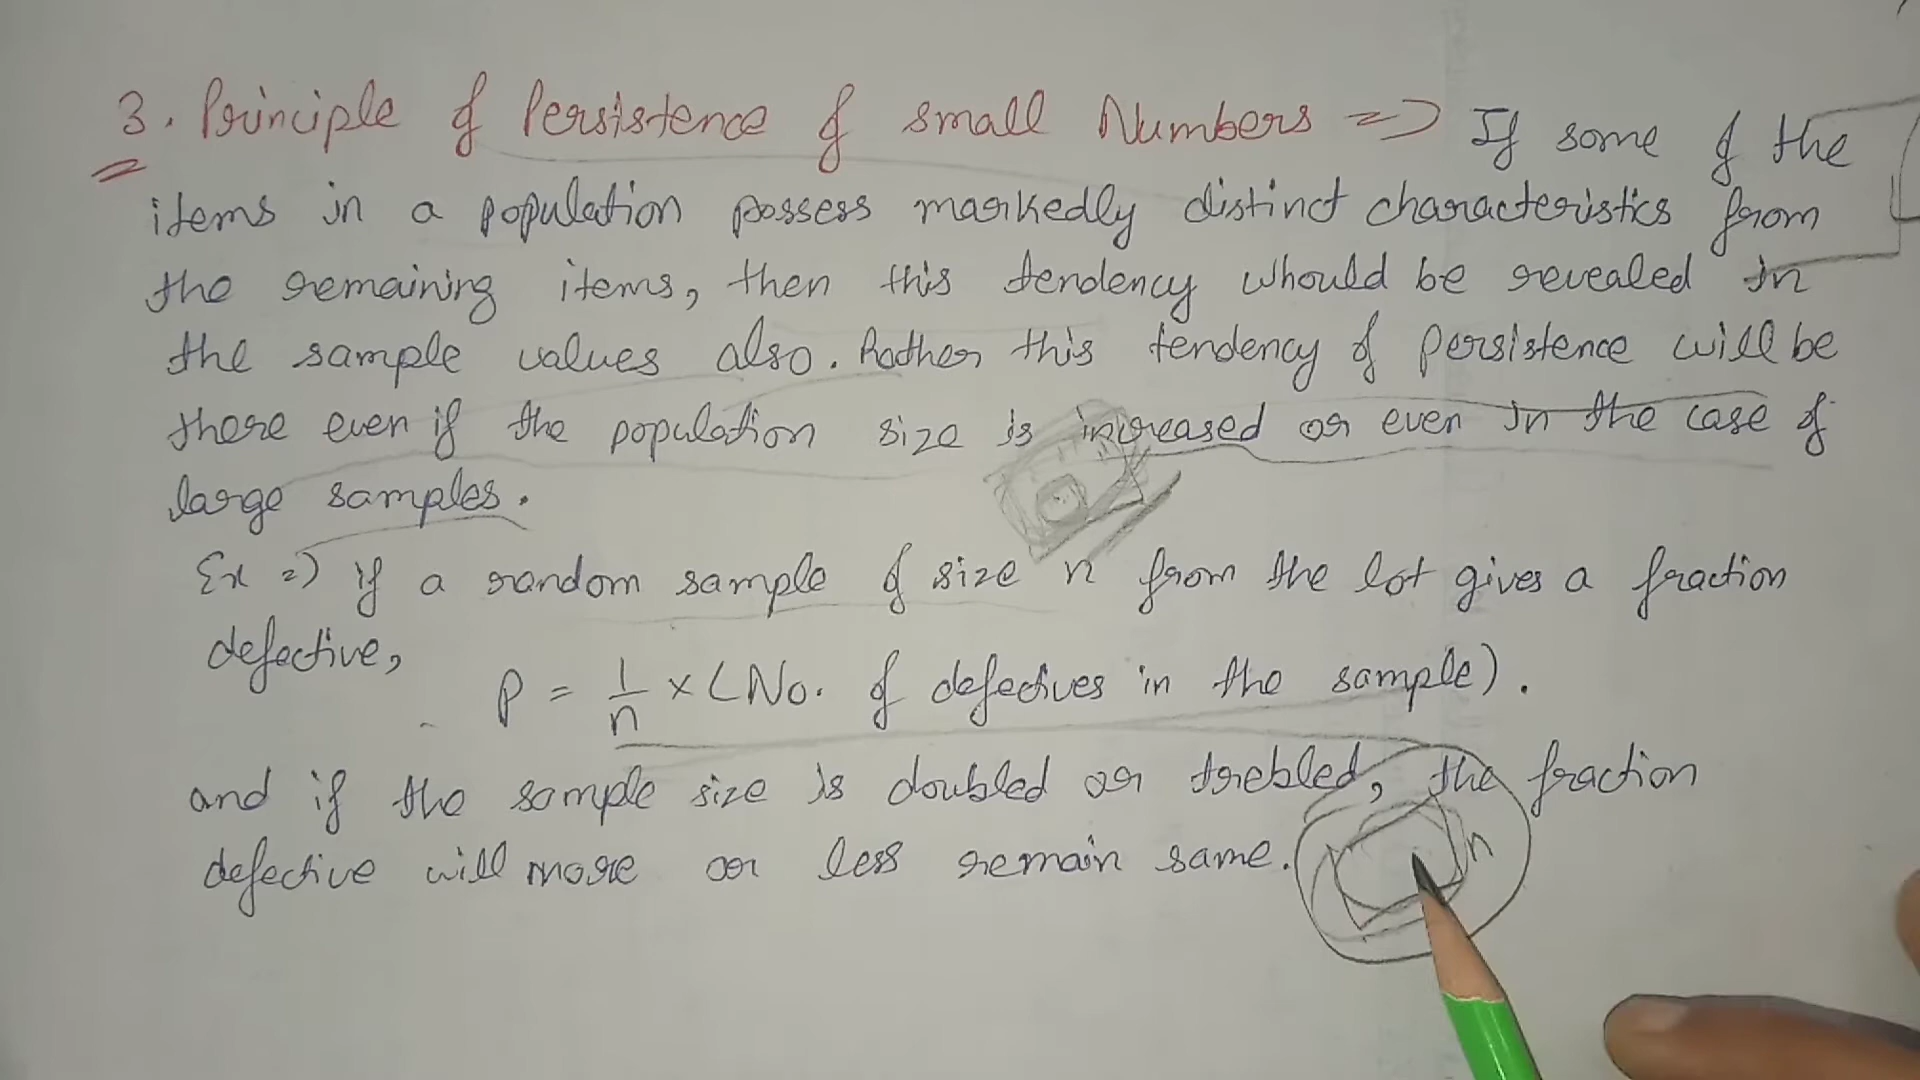 3. Principle of Persistence of small Numbers => If some of the
items in a population possess markedly distinct characteristics from
the remaining items, then this tendency whould be revealed in
the sample values also. Rather this tendency of persistence will be
there even if the population size is increased or even in the case of
large samples.
Ex => if a random sample of size n from the lot gives a fraction
defective,
P = 1/n × (No. of defectives in the sample).
and if the sample size is doubled or trebled, the fraction
defective will more or less remain same.
n